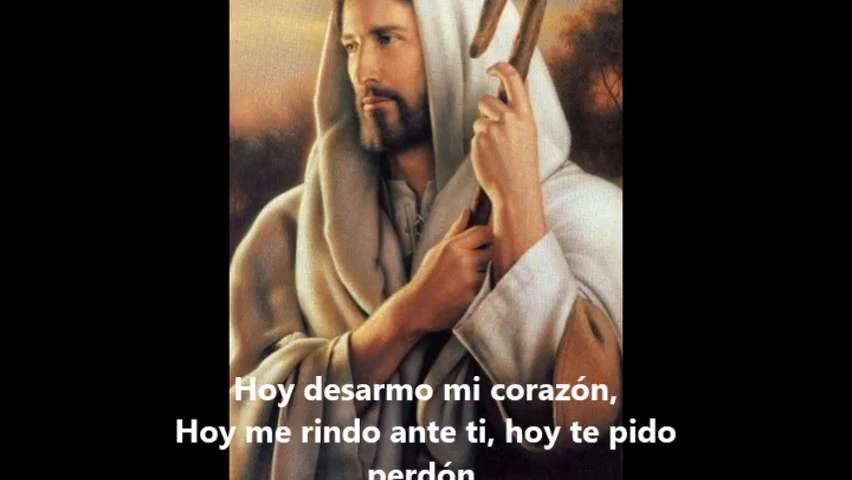 Hoy desarmo mi corazón,
Hoy me rindo ante ti, hoy te pido
perdón